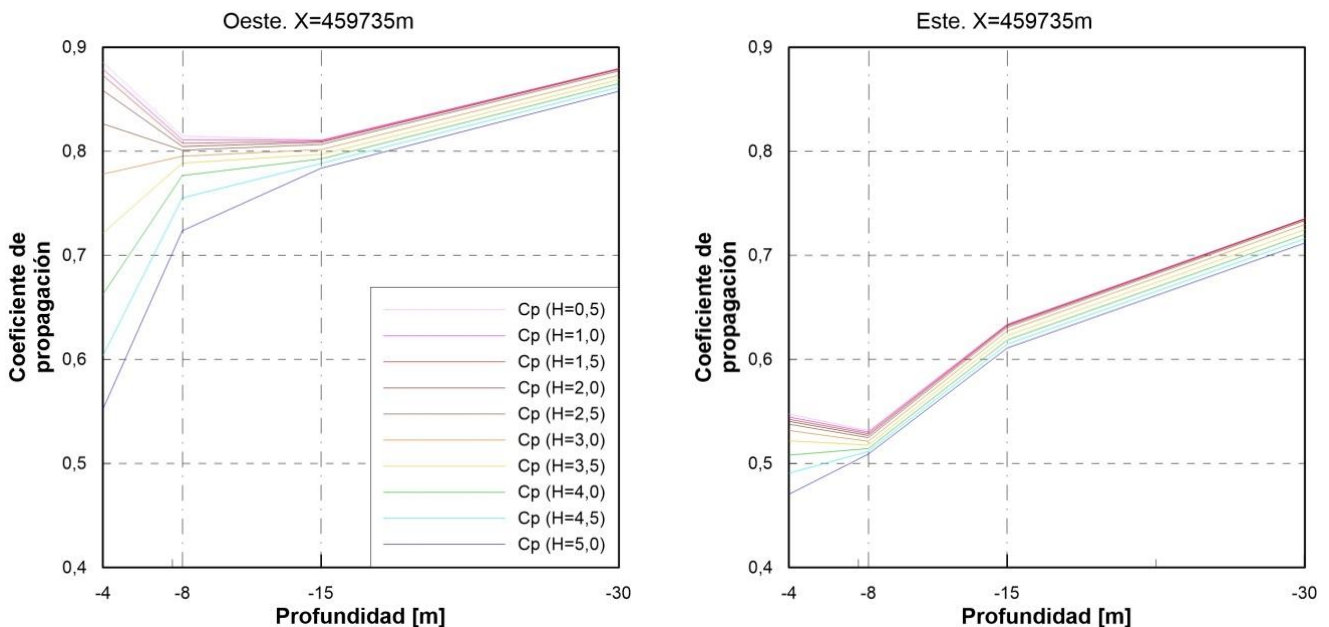 Oeste. X=459735m
0,9
0,8
0,7
0,6
0,5
0,4
Coeficiente de
propagación
Cp (H=0,5)
Cp (H=1,0)
Cp (H=1,5)
Cp (H=2,0)
Cp (H=2,5)
Cp (H=3,0)
Cp (H=3,5)
Cp (H=4,0)
Cp (H=4,5)
Cp (H=5,0)
-4
-8
-15
-30
Profundidad [m]
Este. X=459735m
0,9
0,8
0,7
0,6
0,5
0,4
Coeficiente de
propagación
-4
-8
-15
-30
Profundidad [m]